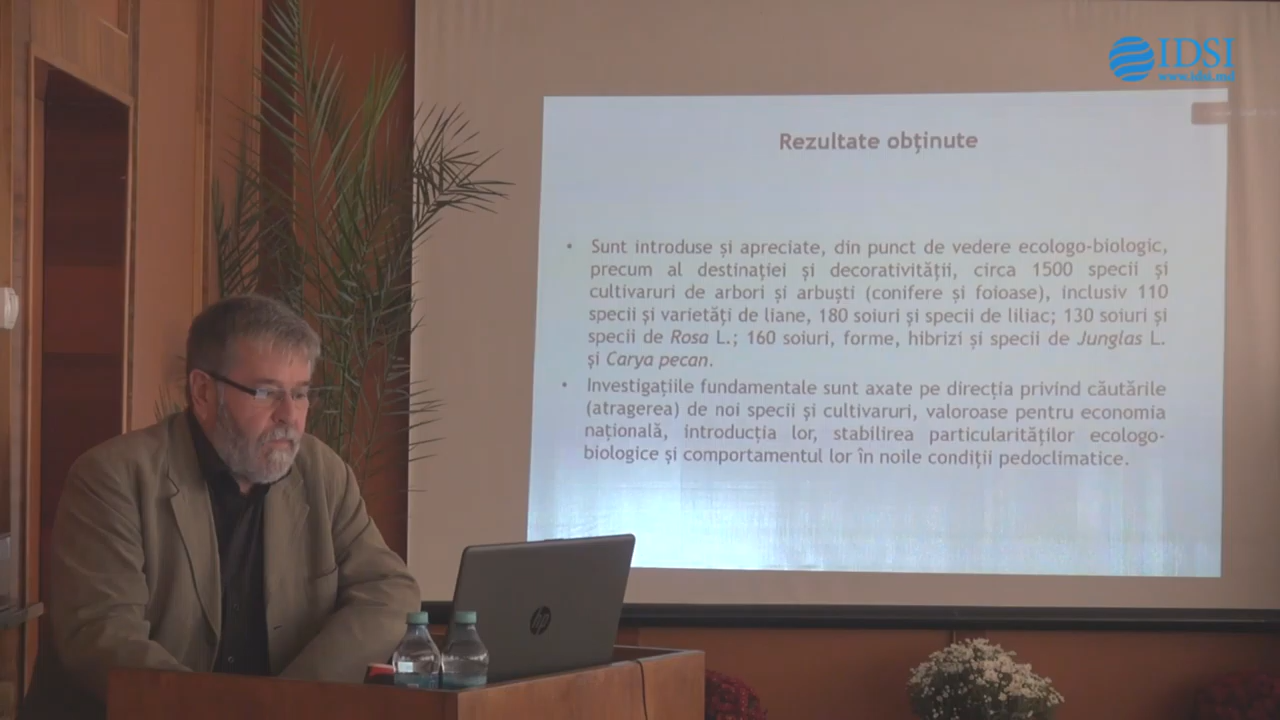 IDSI
www.idsi.md
Rezultate obținute
• Sunt introduse și apreciate, din punct de vedere ecologo-biologic,
precum al destinației și decorativității, circa 1500 specii și
cultivaruri de arbori și arbuști (conifere și foioase), inclusiv 110
specii și varietăți de liane, 180 soiuri și specii de liliac; 130 soiuri și
specii de Rosa L.; 160 soiuri, forme, hibrizi și specii de Junglas L.
și Carya pecan.
• Investigațiile fundamentale sunt axate pe direcția privind căutările
(atragerea) de noi specii și cultivaruri, valoroase pentru economia
națională, introducția lor, stabilirea particularităților ecologo-
biologice și comportamentul lor în noile condiții pedoclimatice.
hp